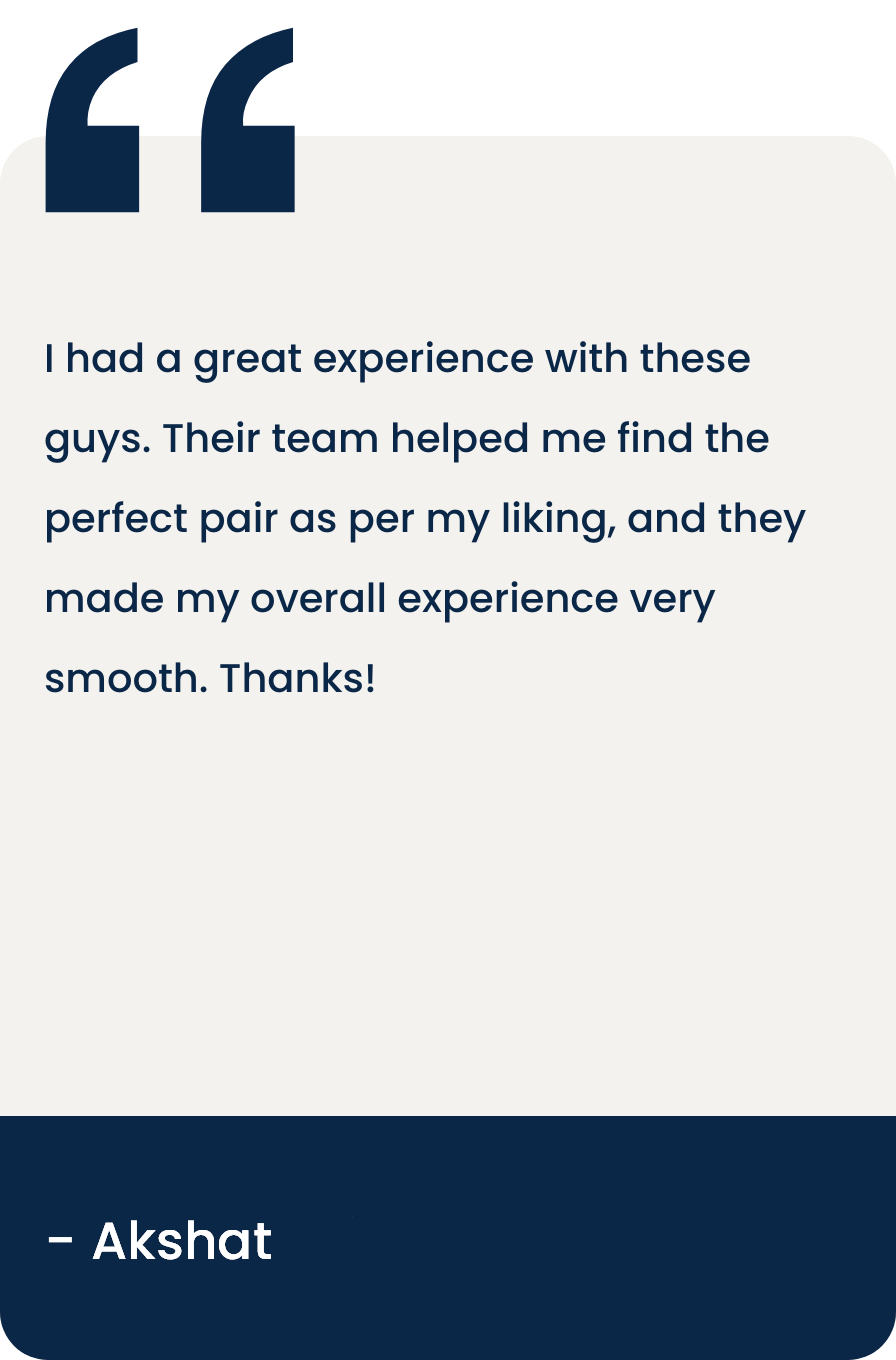 “
I had a great experience with these
guys. Their team helped me find the
perfect pair as per my liking, and they
made my overall experience very
smooth. Thanks!
- Akshat